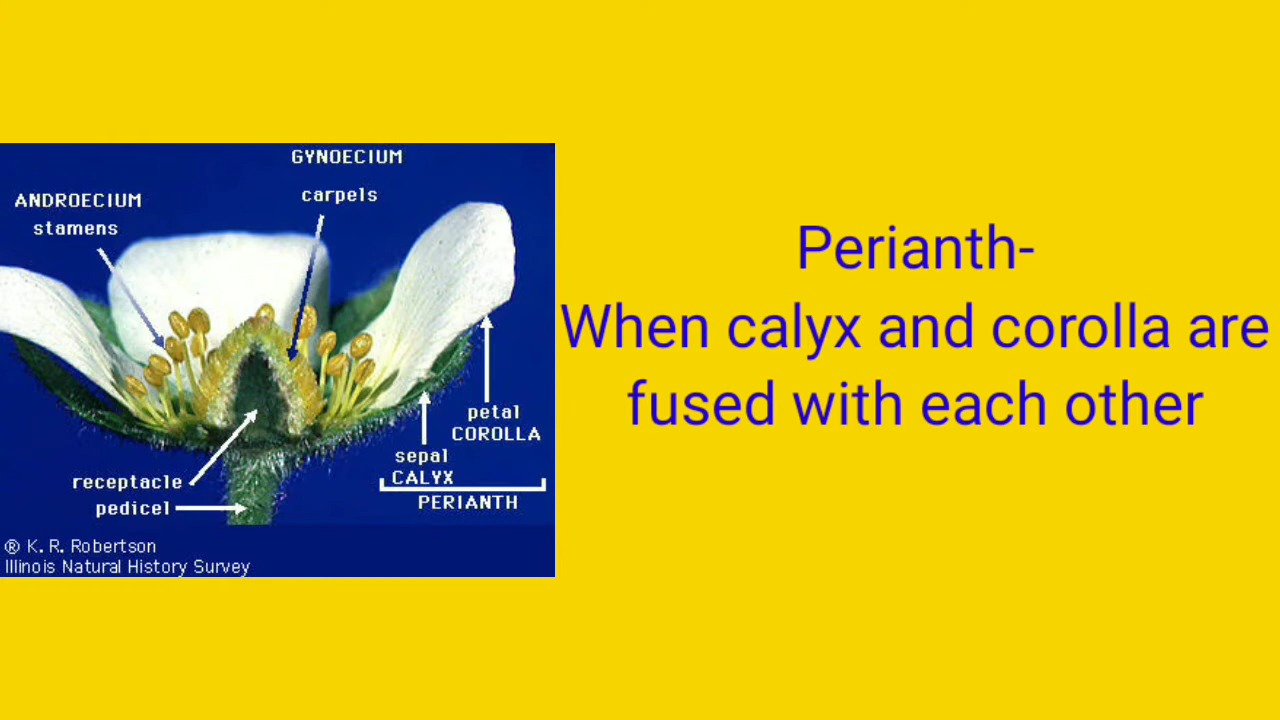 GYNOECIUM
carpels
ANDROECIUM
stamens
petal
COROLLA
sepal
CALYX
PERIANTH
receptacle
pedicel
® K. R. Robertson
Illinois Natural History Survey
Perianth-
When calyx and corolla are
fused with each other